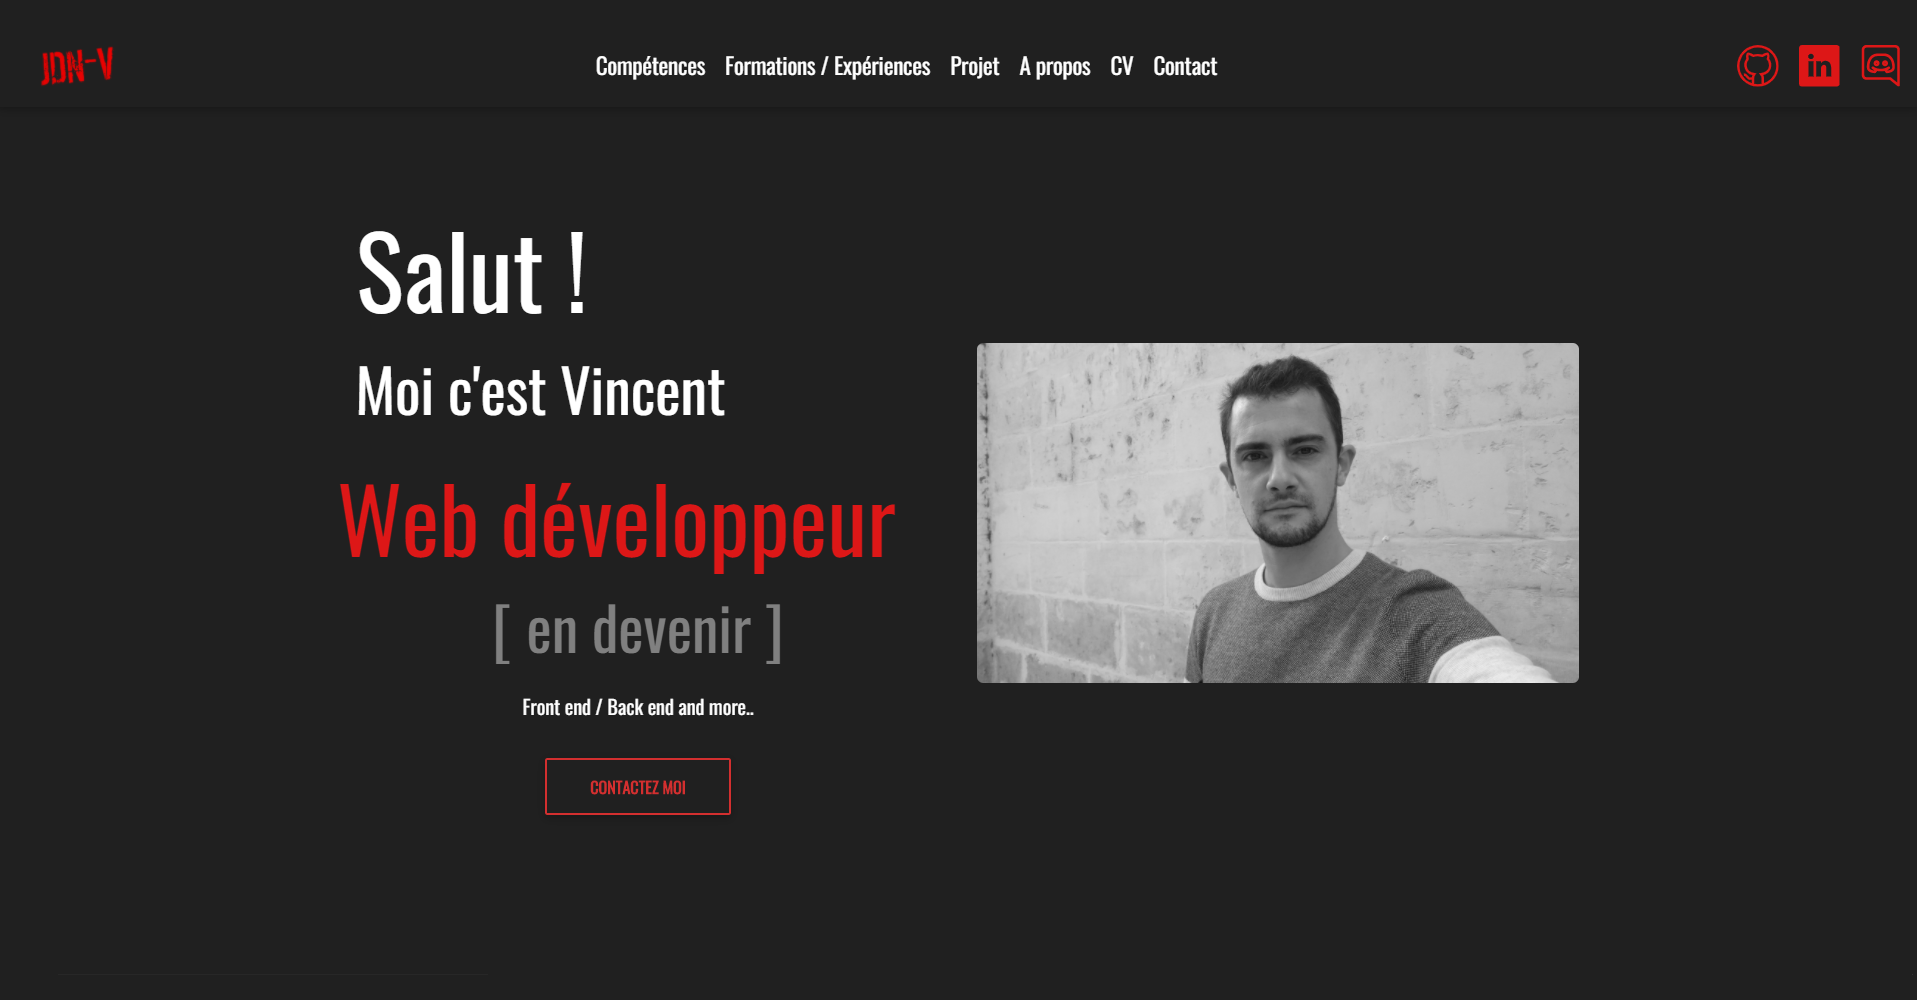 JDN-V
Compétences Formations / Expériences Projet A propos CV Contact
in
Salut !
Moi c'est Vincent
Web développeur
[ en devenir ]
Front end / Back end and more..
CONTACTEZ MOI